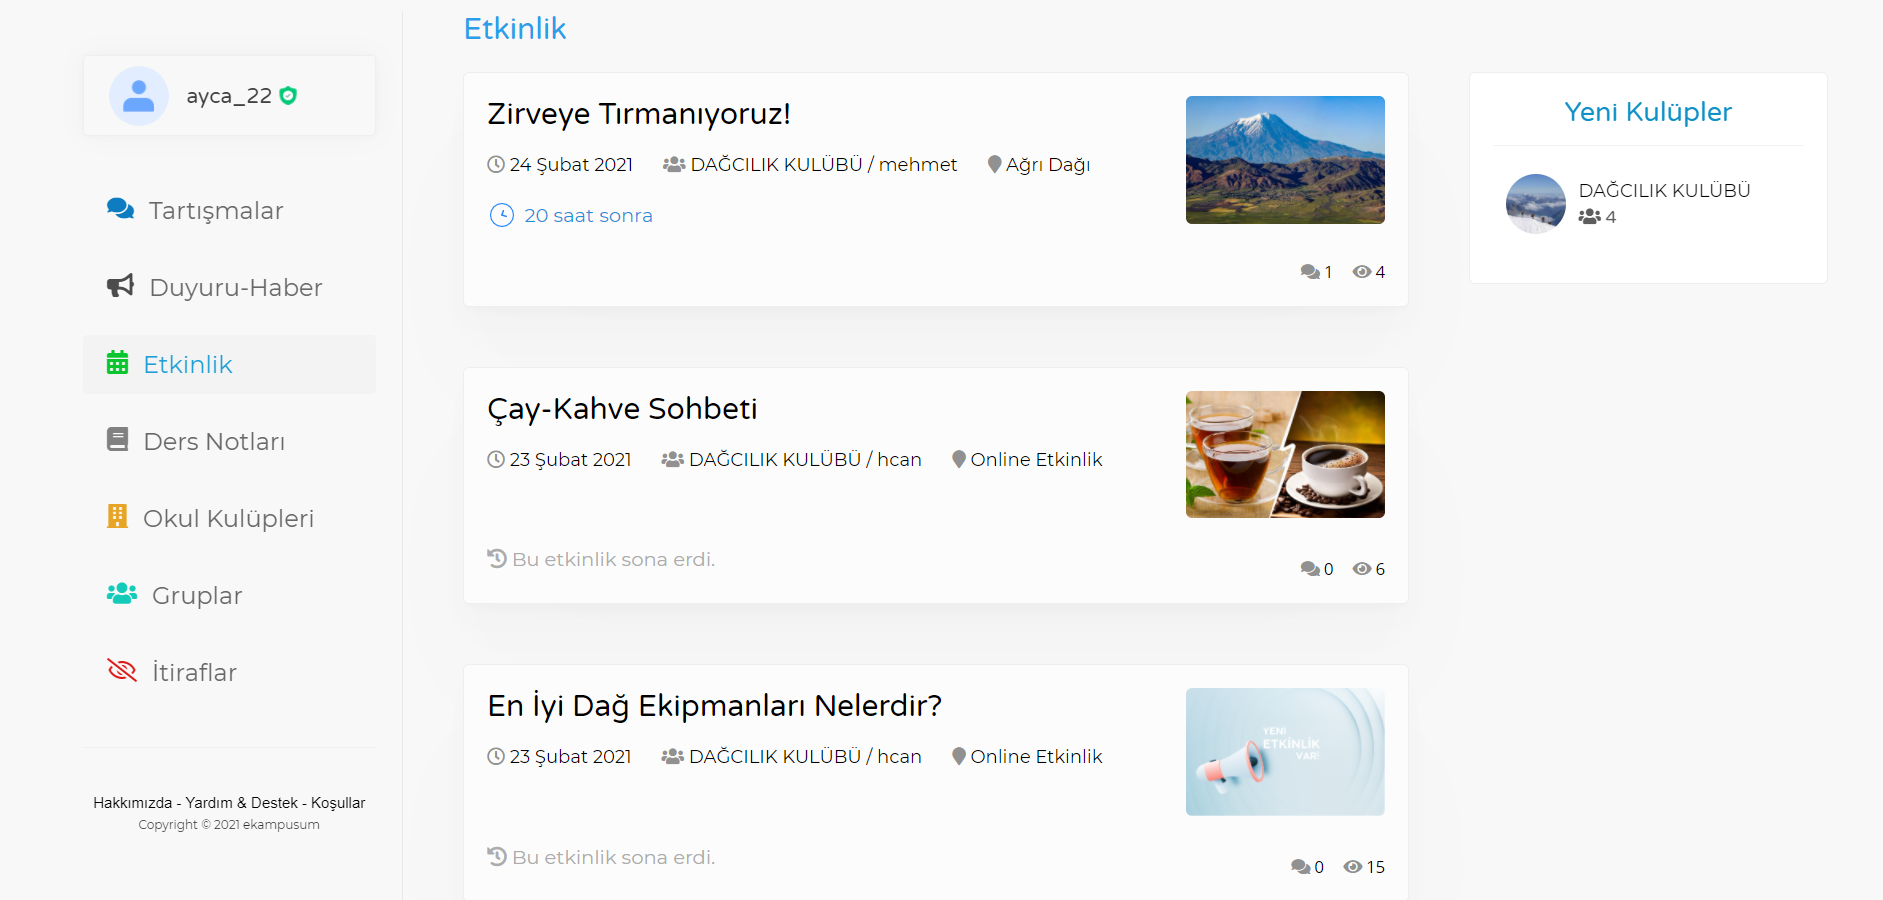 ayca_22
Tartışmalar
Duyuru-Haber
Etkinlik
Ders Notları
Okul Kulüpleri
Gruplar
İtiraflar
Hakkımızda - Yardım & Destek - Koşullar
Copyright © 2021 ekampusum
Etkinlik
Zirveye Tırmanıyoruz!
24 Şubat 2021 DAĞCILIK KULÜBÜ / mehmet Ağrı Dağı
20 saat sonra
1 4
Çay-Kahve Sohbeti
23 Şubat 2021 DAĞCILIK KULÜBÜ / hcan Online Etkinlik
Bu etkinlik sona erdi.
0 6
En İyi Dağ Ekipmanları Nelerdir?
23 Şubat 2021 DAĞCILIK KULÜBÜ / hcan Online Etkinlik
YENİ
ETKİNLİK
VAR!
Bu etkinlik sona erdi.
0 15
Yeni Kulüpler
DAĞCILIK KULÜBÜ
4